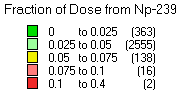 Fraction of Dose from Np-239
0 to 0.025 (363)
0.025 to 0.05 (2555)
0.05 to 0.075 (138)
0.075 to 0.1 (16)
0.1 to 0.4 (2)